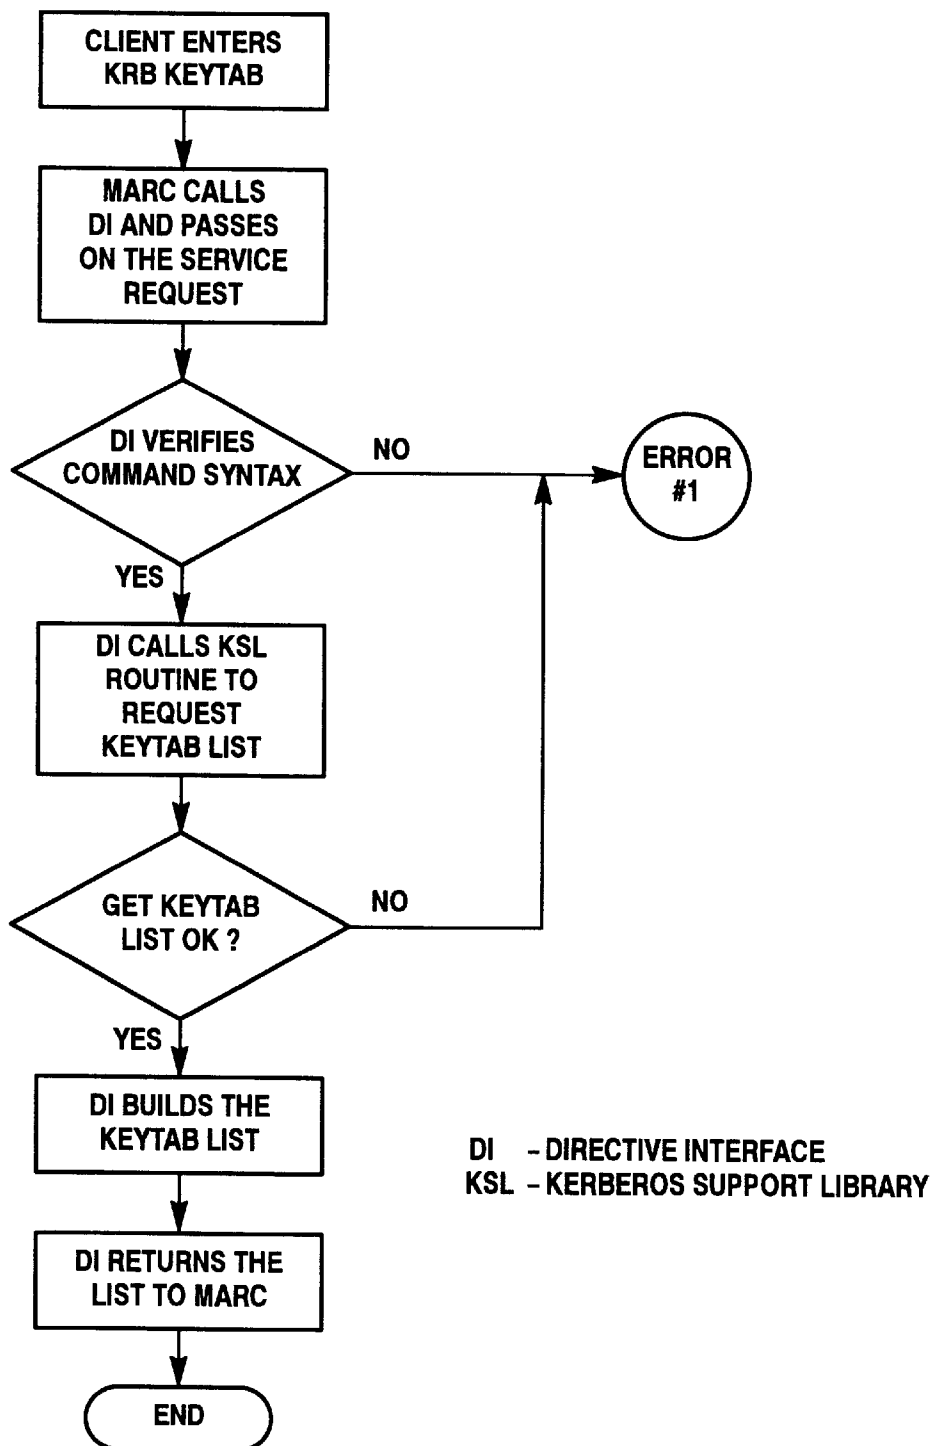 CLIENT ENTERS
KRB KEYTAB
MARC CALLS
DI AND PASSES
ON THE SERVICE
REQUEST
DI VERIFIES
COMMAND SYNTAX
NO
ERROR
#1
YES
DI CALLS KSL
ROUTINE TO
REQUEST
KEYTAB LIST
GET KEYTAB
LIST OK ?
NO
YES
DI BUILDS THE
KEYTAB LIST
DI – DIRECTIVE INTERFACE
KSL – KERBEROS SUPPORT LIBRARY
DI RETURNS THE
LIST TO MARC
END